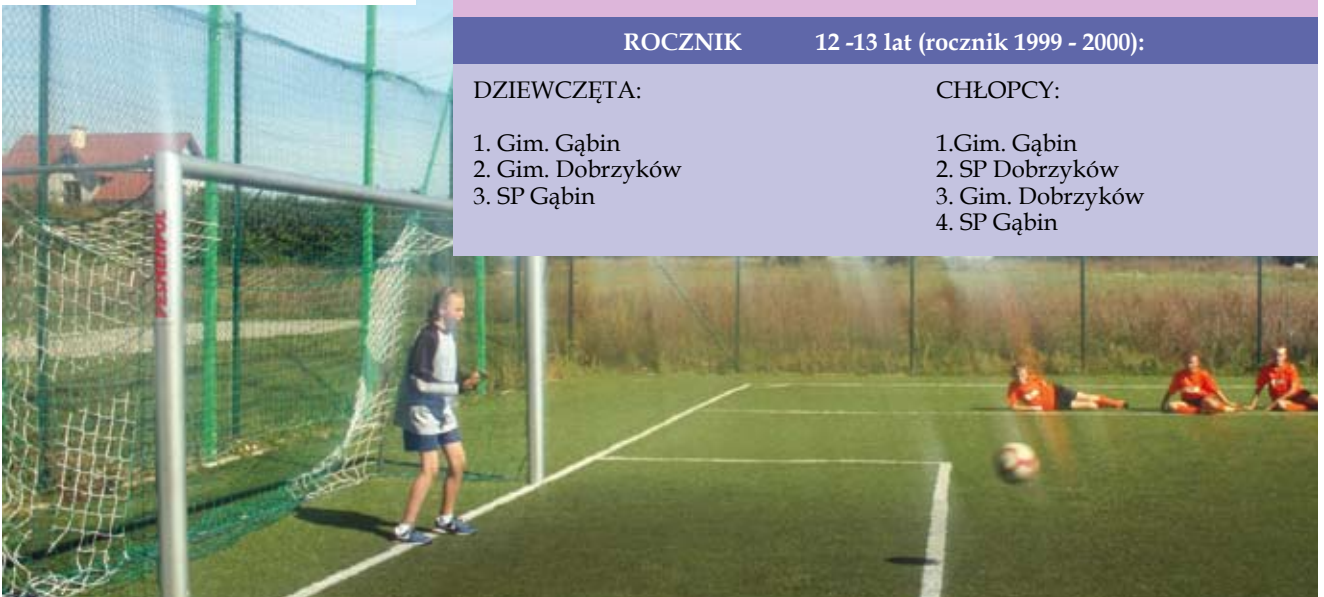 ROCZNIK 12 -13 lat (rocznik 1999 - 2000):
DZIEWCZĘTA:
1. Gim. Gąbin
2. Gim. Dobrzyków
3. SP Gąbin
CHŁOPCY:
1.Gim. Gąbin
2. SP Dobrzyków
3. Gim. Dobrzyków
4. SP Gąbin